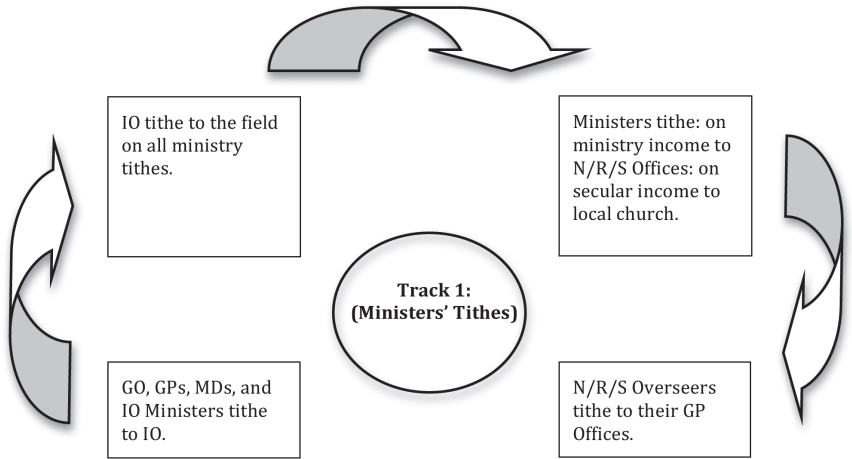 IO tithe to the field
on all ministry
tithes.
Ministers tithe: on
ministry income to
N/R/S Offices: on
secular income to
local church.
Track 1:
(Ministers’ Tithes)
GO, GPs, MDs, and
IO Ministers tithe
to IO.
N/R/S Overseers
tithe to their GP
Offices.